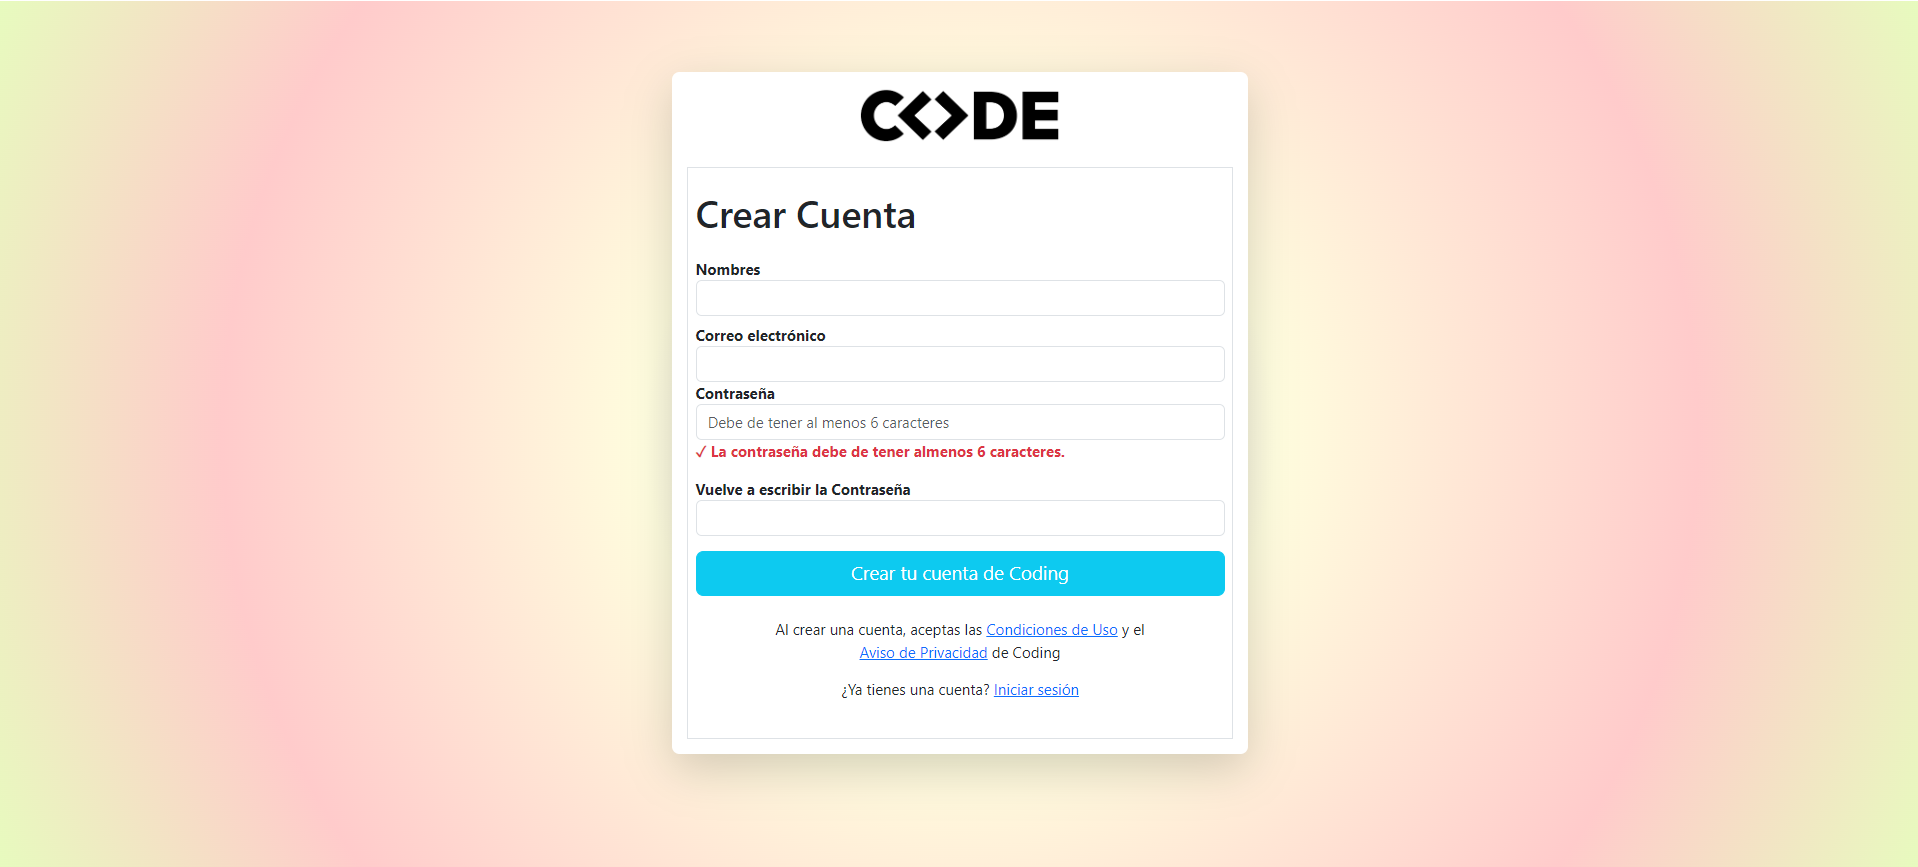 C<>DE
Crear Cuenta
Nombres
Correo electrónico
Contraseña
Debe de tener al menos 6 caracteres
✓ La contraseña debe de tener almenos 6 caracteres.
Vuelve a escribir la Contraseña
Crear tu cuenta de Coding
Al crear una cuenta, aceptas las Condiciones de Uso y el
Aviso de Privacidad de Coding
¿Ya tienes una cuenta? Iniciar sesión